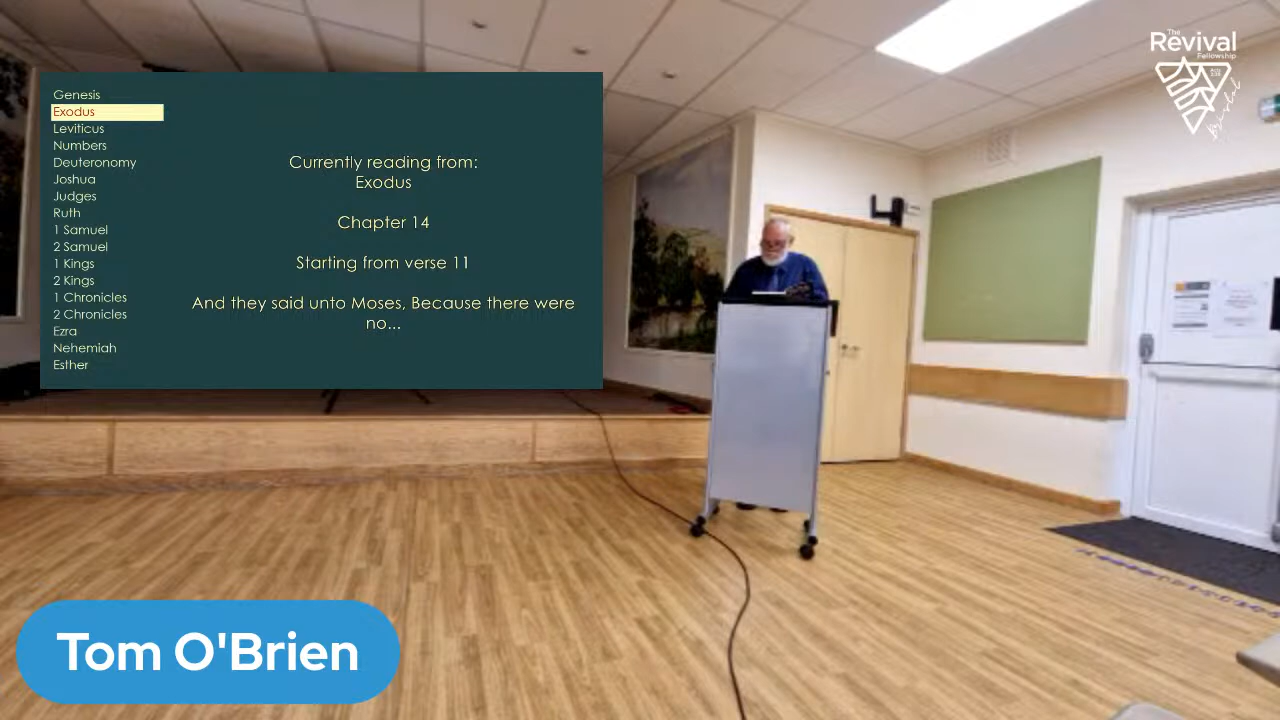 Genesis
Exodus
Leviticus
Numbers
Deuteronomy
Joshua
Judges
Ruth
1 Samuel
2 Samuel
1 Kings
2 Kings
1 Chronicles
2 Chronicles
Ezra
Nehemiah
Esther
Currently reading from:
Exodus
Chapter 14
Starting from verse 11
And they said unto Moses, Because there were
no...
The
Revival
Fellowship
Bristol
Tom O'Brien